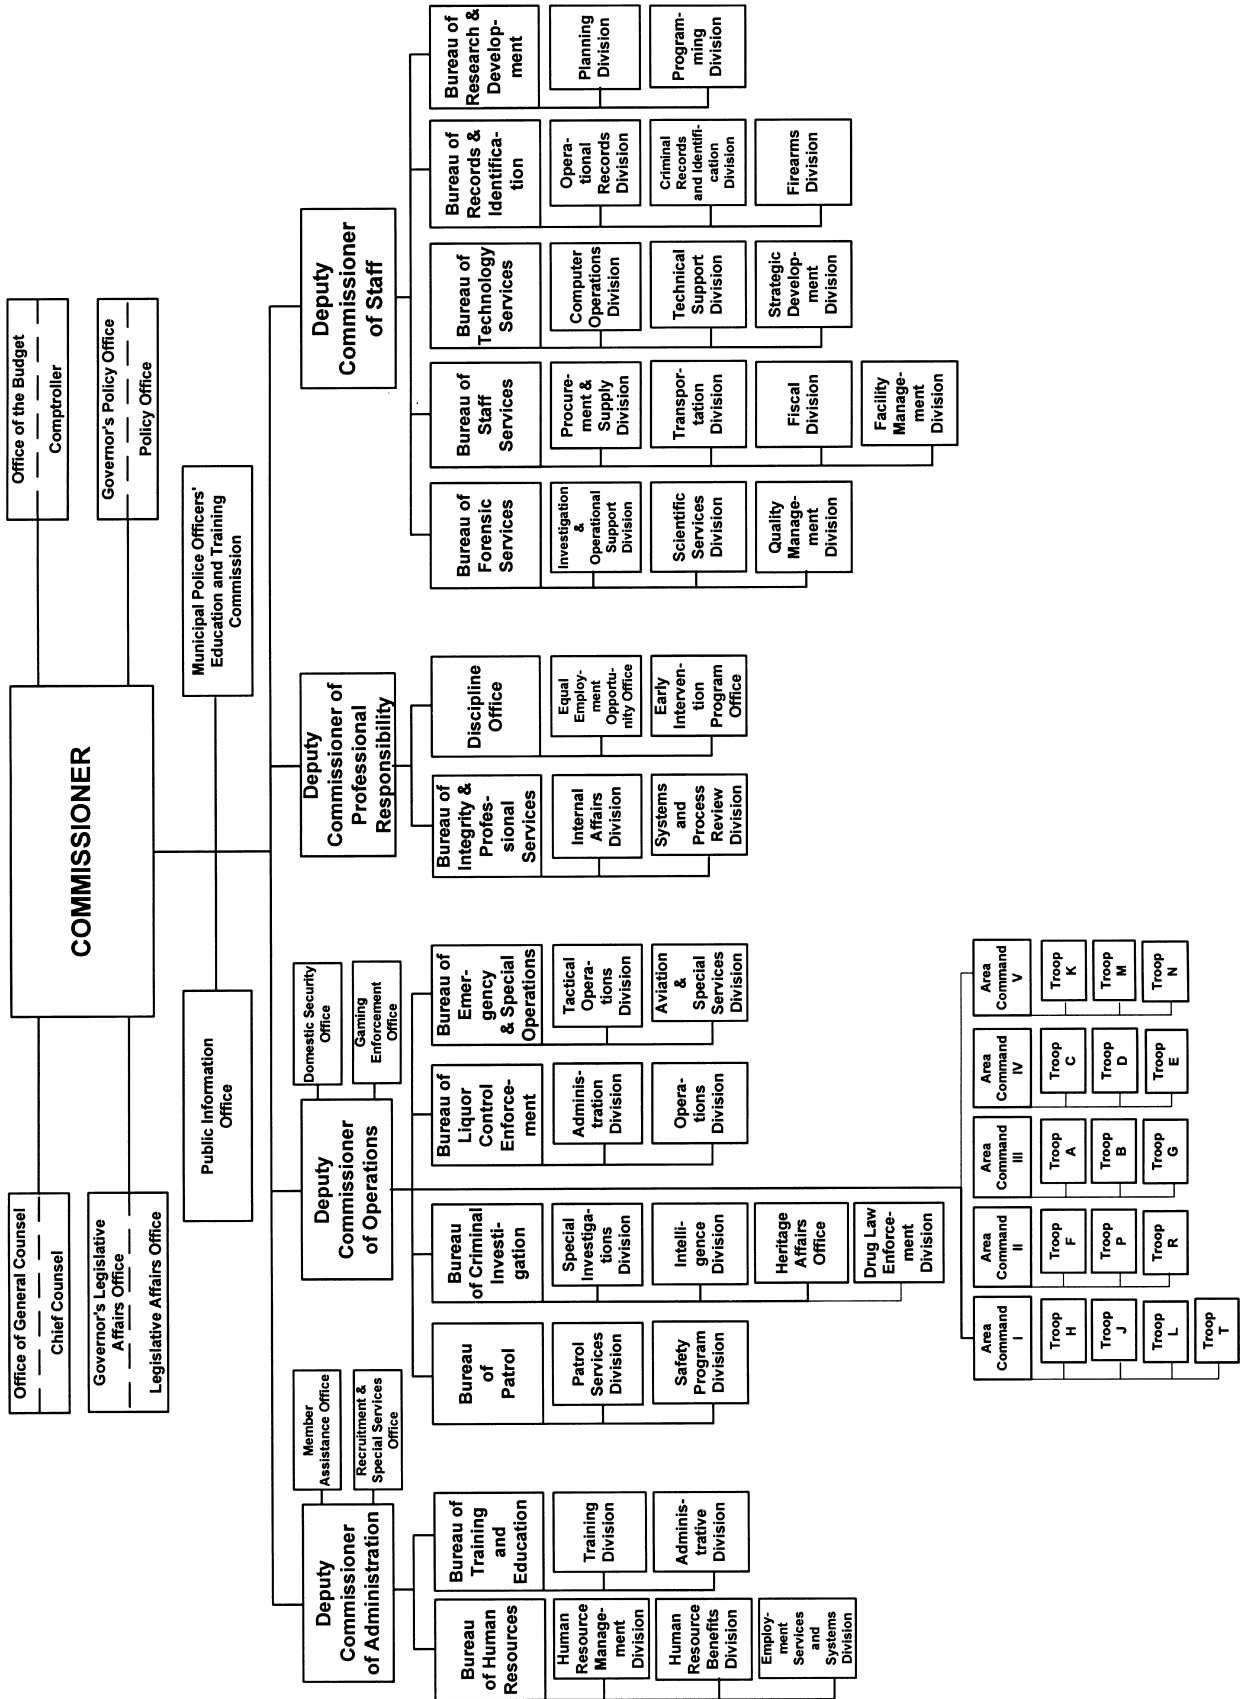 COMMISSIONER
Office of General Counsel
Chief Counsel
Governor's Legislative
Affairs Office
Legislative Affairs Office
Office of the Budget
Comptroller
Governor's Policy Office
Policy Office
Public Information
Office
Municipal Police Officers'
Education and Training
Commission
Deputy
Commissioner
of Administration
Member
Assistance Office
Recruitment &
Special Services
Office
Bureau
of Human
Resources
Human
Resource
Manage-
ment
Division
Human
Resource
Benefits
Division
Employ-
ment
Services
and
Systems
Division
Bureau of
Training
and
Education
Training
Division
Adminis-
trative
Division
Deputy
Commissioner
of Operations
Domestic Security
Office
Gaming
Enforcement
Office
Bureau
of
Patrol
Patrol
Services
Division
Safety
Program
Division
Bureau
of Criminal
Investi-
gation
Special
Investiga-
tions
Division
Intelli-
gence
Division
Heritage
Affairs
Office
Drug Law
Enforce-
ment
Division
Bureau of
Liquor
Control
Enforce-
ment
Adminis-
tration
Division
Opera-
tions
Division
Bureau of
Emer-
gency
& Special
Operations
Tactical
Opera-
tions
Division
Aviation
&
Special
Services
Division
Area
Command
I
Troop
H
Troop
J
Troop
L
Troop
T
Area
Command
II
Troop
F
Troop
P
Troop
R
Area
Command
III
Troop
A
Troop
B
Troop
G
Area
Command
IV
Troop
C
Troop
D
Troop
E
Area
Command
V
Troop
K
Troop
M
Troop
N
Deputy
Commissioner of
Professional
Responsibility
Bureau of
Integrity &
Profes-
sional
Services
Internal
Affairs
Division
Systems
and
Process
Review
Division
Discipline
Office
Equal
Employ-
ment
Opportu-
nity Office
Early
Interven-
tion
Program
Office
Deputy
Commissioner
of Staff
Bureau of
Forensic
Services
Investigation
&
Operational
Support
Division
Scientific
Services
Division
Quality
Manage-
ment
Division
Bureau of
Staff
Services
Procure-
ment &
Supply
Division
Transpor-
tation
Division
Fiscal
Division
Facility
Manage-
ment
Division
Bureau of
Technology
Services
Computer
Operations
Division
Technical
Support
Division
Strategic
Develop-
ment
Division
Bureau of
Records &
Identifica-
tion
Opera-
tional
Records
Division
Criminal
Records
and Identifi-
cation
Division
Firearms
Division
Bureau of
Research &
Develop-
ment
Planning
Division
Program-
ming
Division